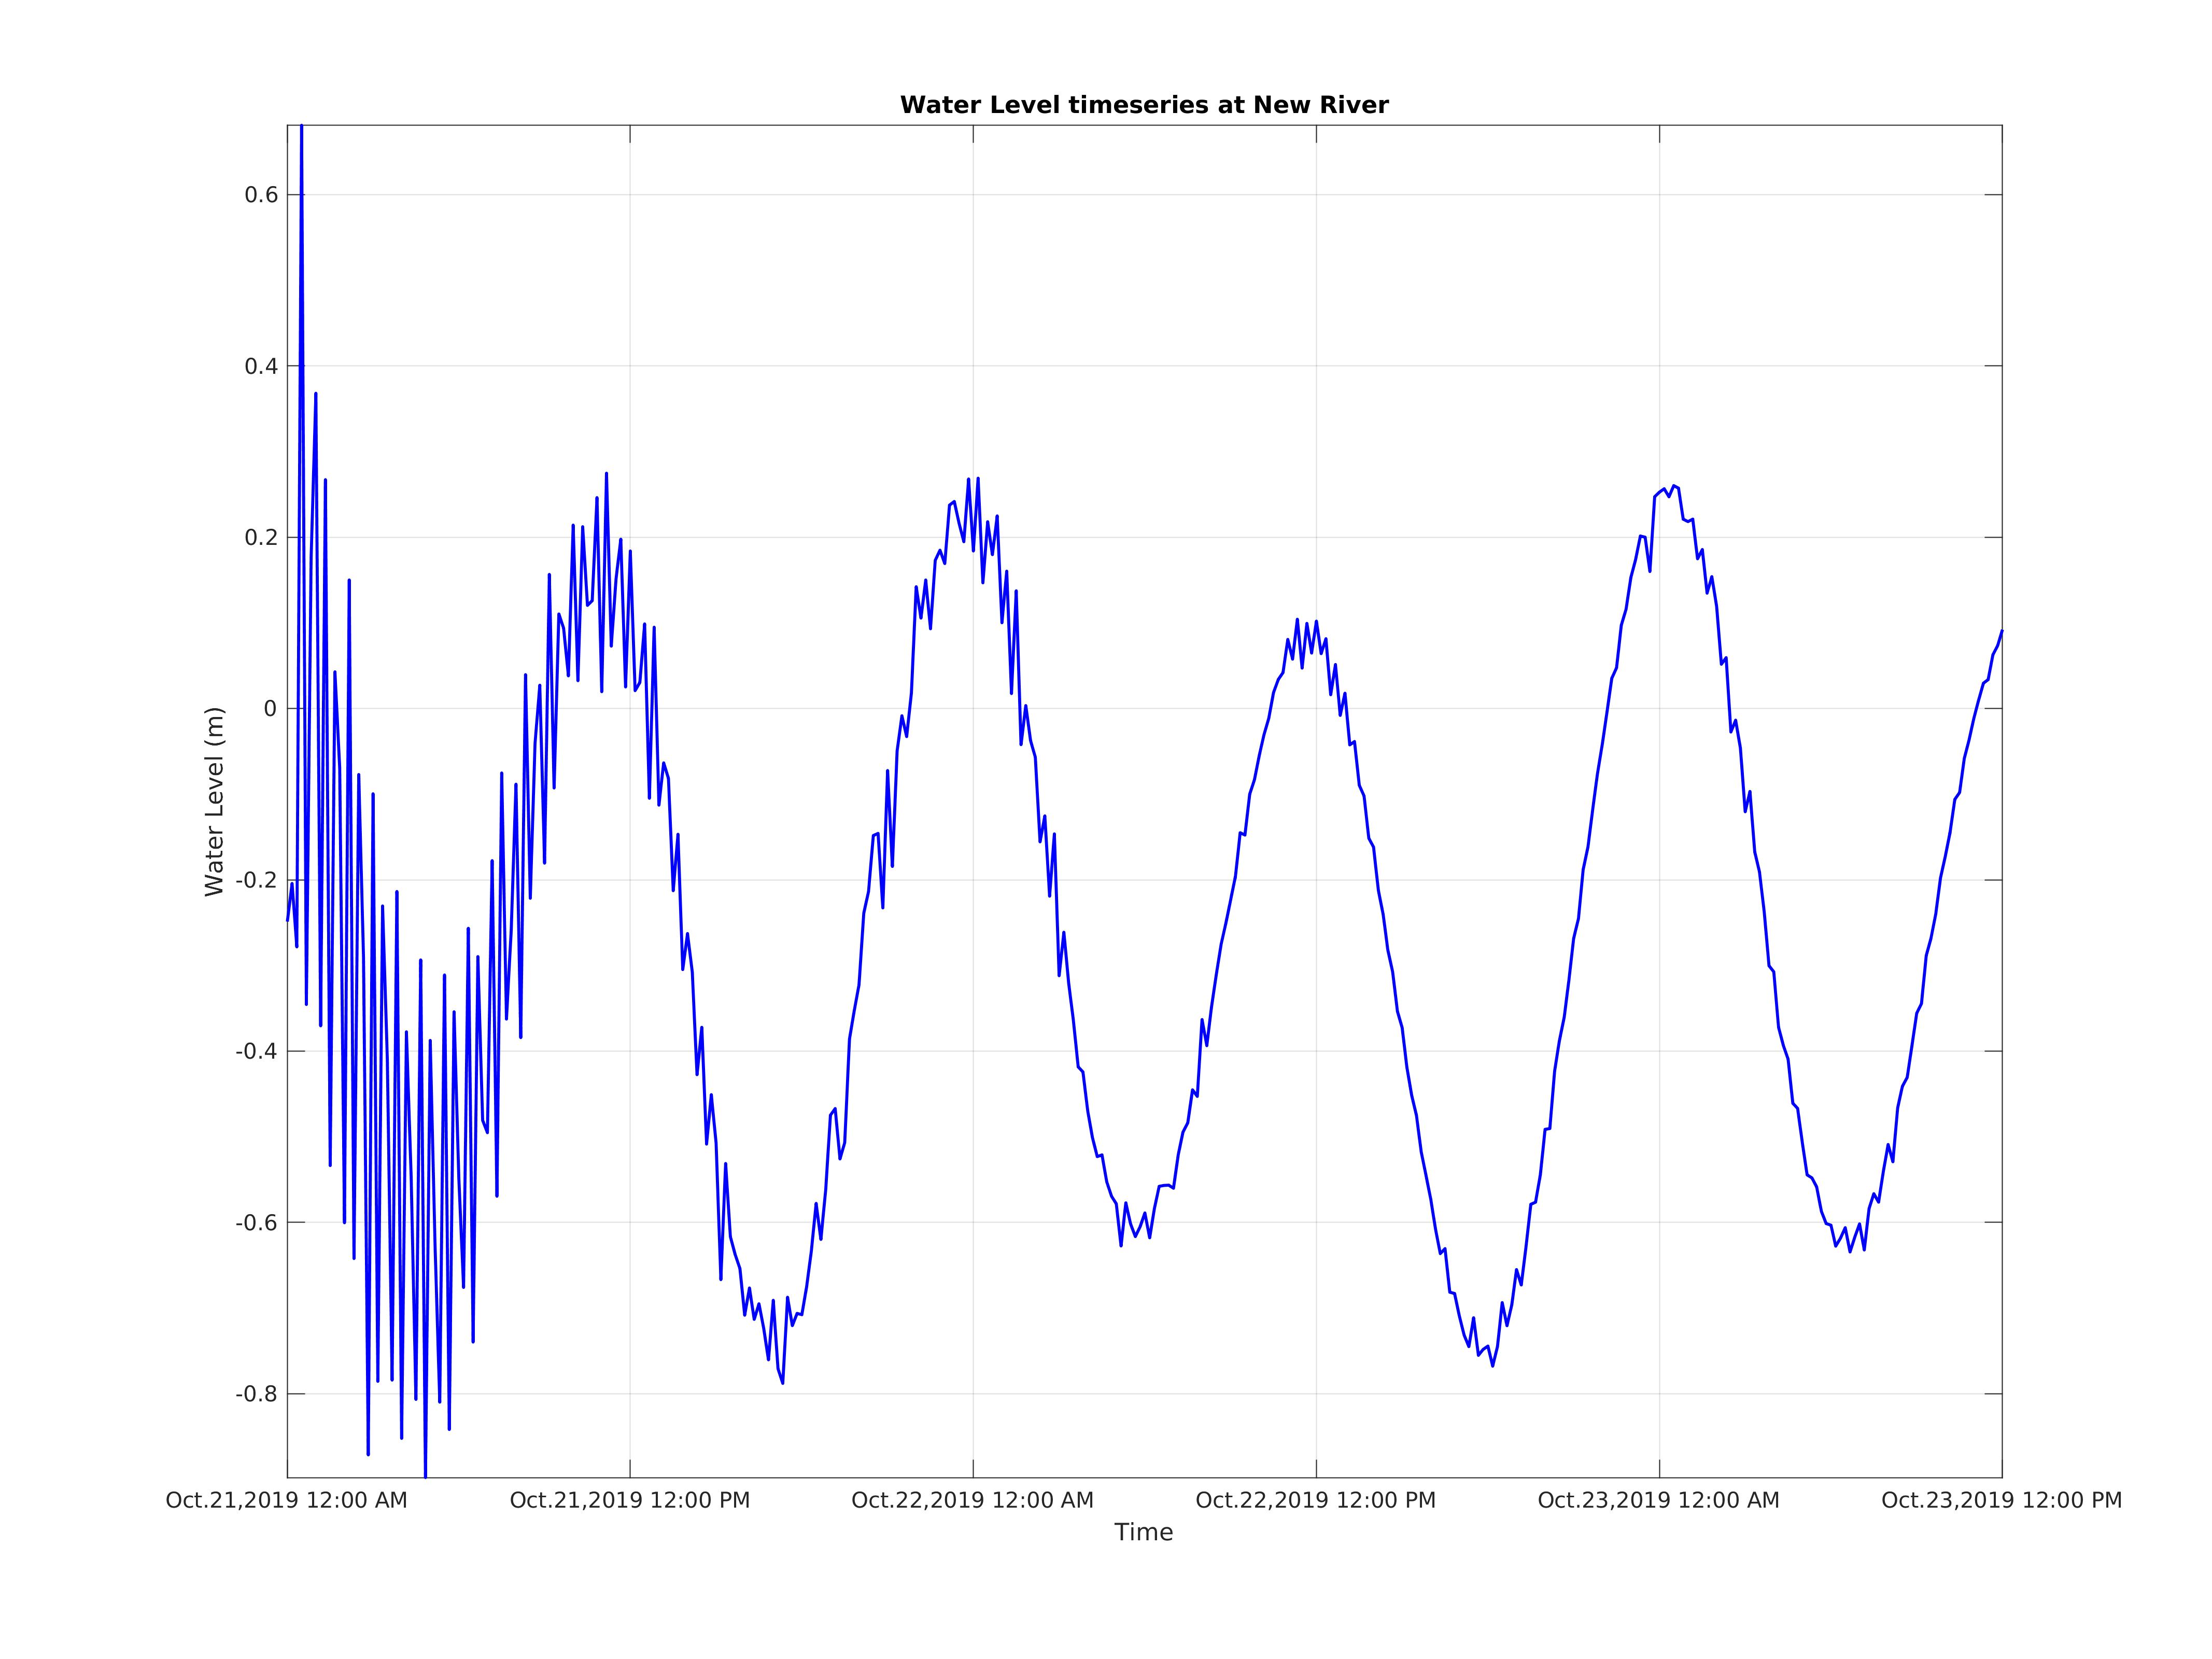 Water Level timeseries at New River
0.6
0.4
0.2
0
-0.2
-0.4
-0.6
-0.8
Water Level (m)
Oct.21,2019 12:00 AM
Oct.21,2019 12:00 PM
Oct.22,2019 12:00 AM
Oct.22,2019 12:00 PM
Oct.23,2019 12:00 AM
Oct.23,2019 12:00 PM
Time